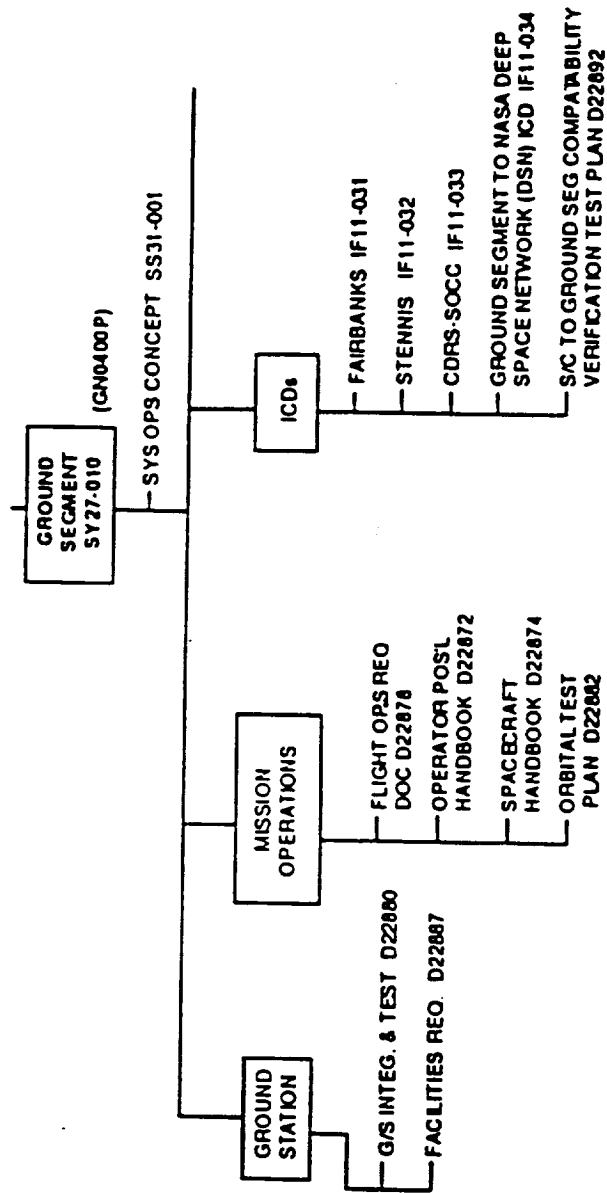 GROUND
SEGMENT
SY27-010
(GN0400P)
SYS OPS CONCEPT SS31-001
GROUND
STATION
G/S INTEG. & TEST D22880
FACILITIES REQ. D22887
MISSION
OPERATIONS
FLIGHT OPS REQ
DOC D22878
OPERATOR POS'L
HANDBOOK D22872
SPACECRAFT
HANDBOOK D22874
ORBITAL TEST
PLAN D22882
ICDs
FAIRBANKS IF11-031
STENNIS IF11-032
CDRS-SOCC IF11-033
GROUND SEGMENT TO NASA DEEP
SPACE NETWORK (DSN) ICD IF11-034
S/C TO GROUND SEG COMPATABILITY
VERIFICATION TEST PLAN D22892